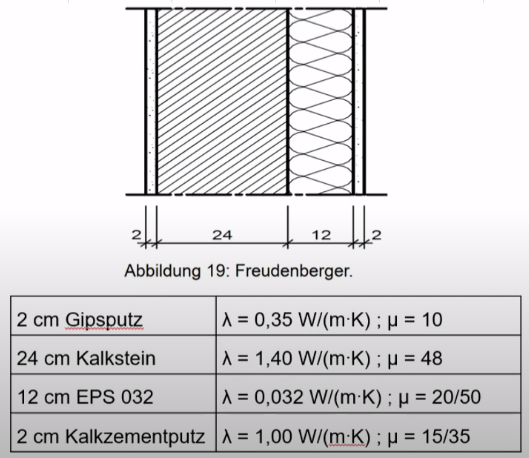 2 24 12 2
Abbildung 19: Freudenberger.
2 cm Gipsputz λ = 0,35 W/(m·K) ; μ = 10
24 cm Kalkstein λ = 1,40 W/(m·K) ; μ = 48
12 cm EPS 032 λ = 0,032 W/(m·K) ; μ = 20/50
2 cm Kalkzementputz λ = 1,00 W/(m·K) ; μ = 15/35